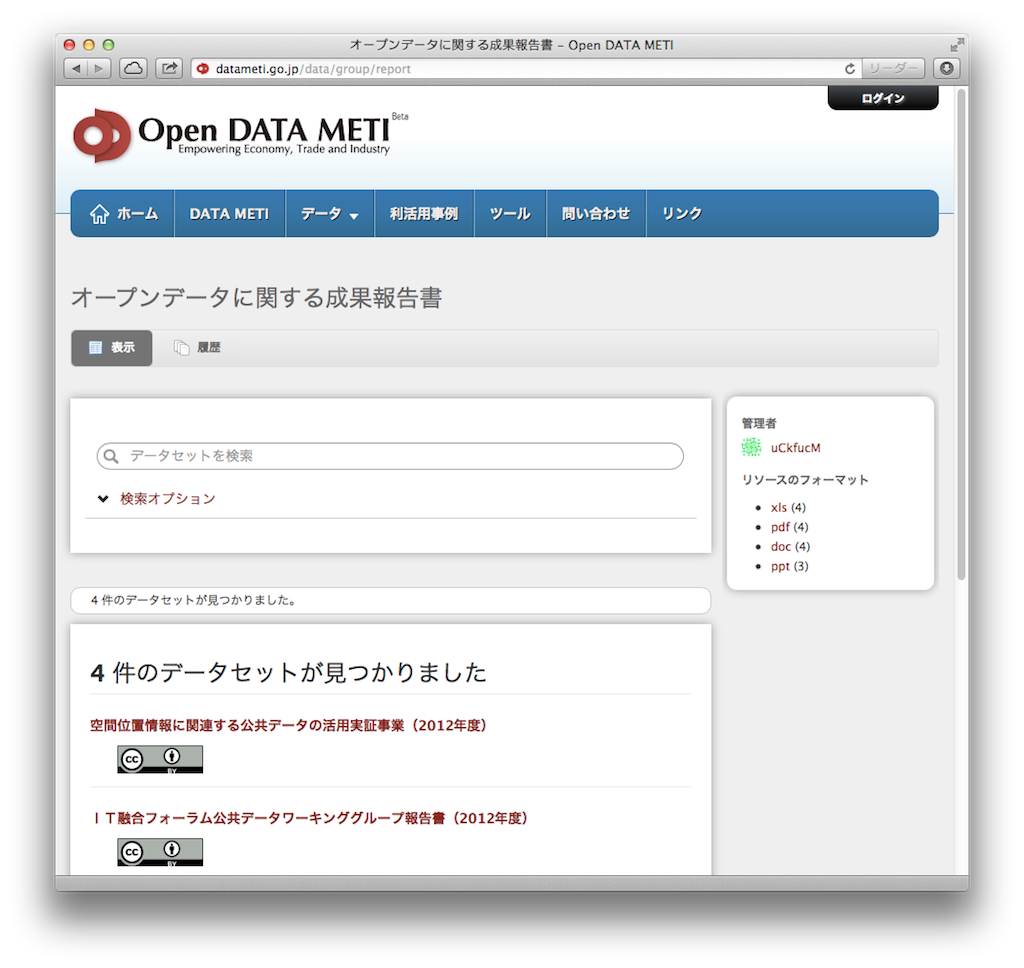 オープンデータに関する成果報告書 – Open DATA METI
datameti.go.jp/data/group/report
リーダー
ログイン
Open DATA METI Beta
Empowering Economy, Trade and Industry
ホーム DATA METI データ 利活用事例 ツール 問い合わせ リンク
オープンデータに関する成果報告書
表示 履歴
データセットを検索
検索オプション
管理者
uCkfucM
リソースのフォーマット
xls (4)
pdf (4)
doc (4)
ppt (3)
4 件のデータセットが見つかりました。
4 件のデータセットが見つかりました
空間位置情報に関連する公共データの活用実証事業（2012年度）
cc BY
ＩＴ融合フォーラム公共データワーキンググループ報告書（2012年度）
cc BY